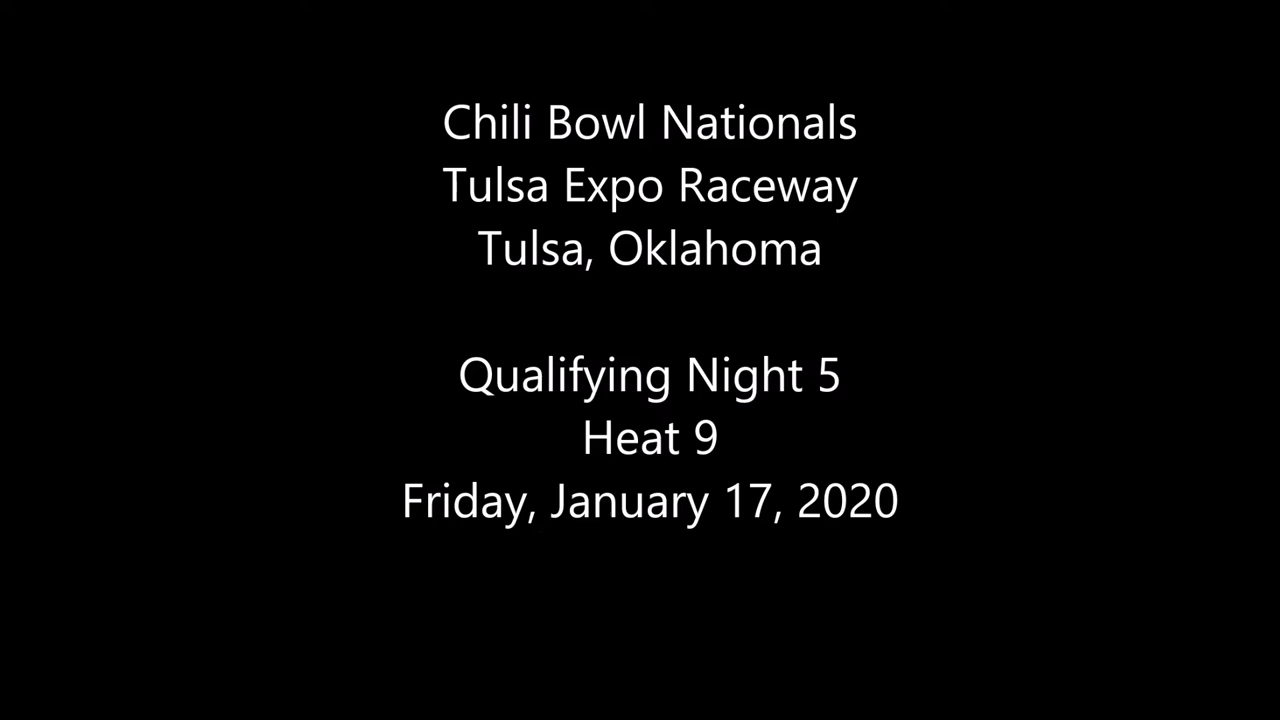 Chili Bowl Nationals
Tulsa Expo Raceway
Tulsa, Oklahoma
Qualifying Night 5
Heat 9
Friday, January 17, 2020